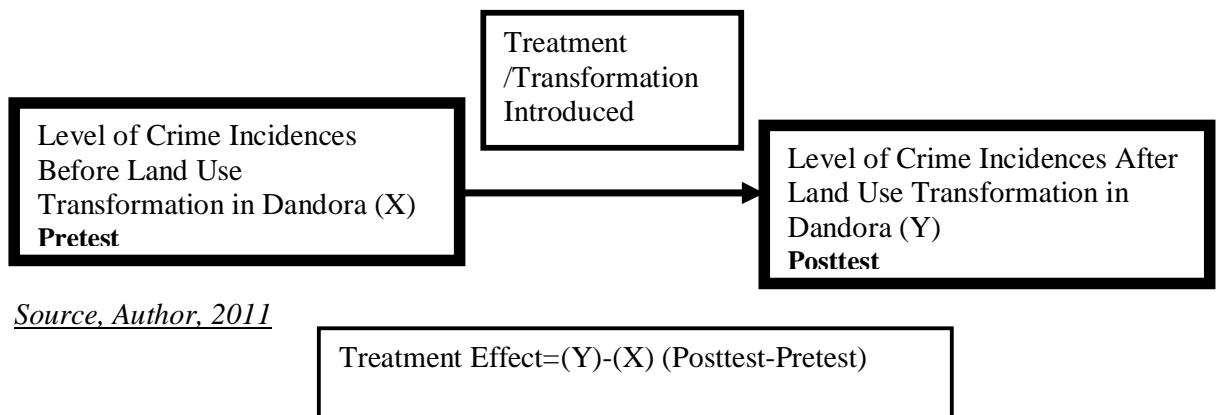 Treatment
/Transformation
Introduced
Level of Crime Incidences
Before Land Use
Transformation in Dandora (X)
Pretest
Level of Crime Incidences After
Land Use Transformation in
Dandora (Y)
Posttest
Source, Author, 2011
Treatment Effect=(Y)-(X) (Posttest-Pretest)